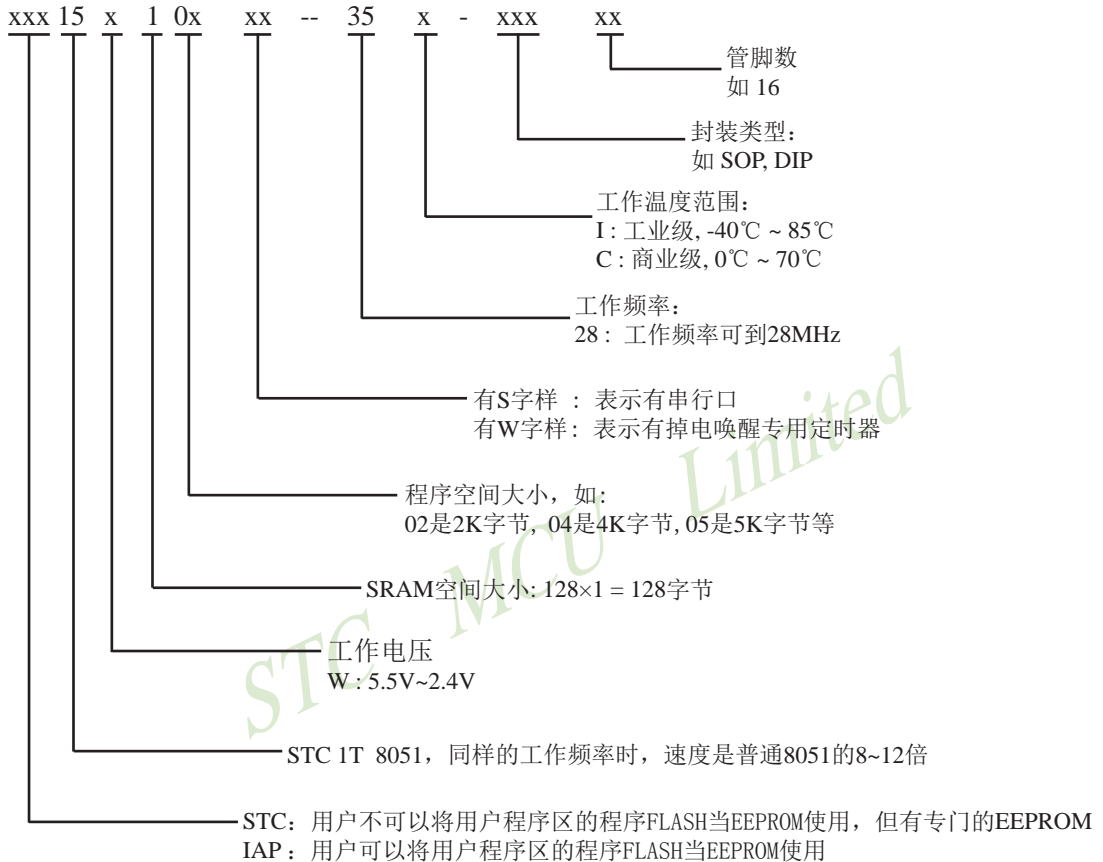 xxx 15 x 1 0x xx -- 35 x - xxx xx
管脚数
如 16
封装类型：
如 SOP, DIP
工作温度范围：
I : 工业级, -40℃ ~ 85℃
C : 商业级, 0℃ ~ 70℃
工作频率：
28 : 工作频率可到28MHz
有S字样 : 表示有串行口
有W字样 : 表示有掉电唤醒专用定时器
程序空间大小，如：
02是2K字节, 04是4K字节, 05是5K字节等
SRAM空间大小: 128×1 = 128字节
工作电压
W : 5.5V~2.4V
STC 1T 8051，同样的工作频率时，速度是普通8051的8~12倍
STC：用户不可以将用户程序区的程序FLASH当EEPROM使用，但有专门的EEPROM
IAP：用户可以将用户程序区的程序FLASH当EEPROM使用
STC MCU Limited